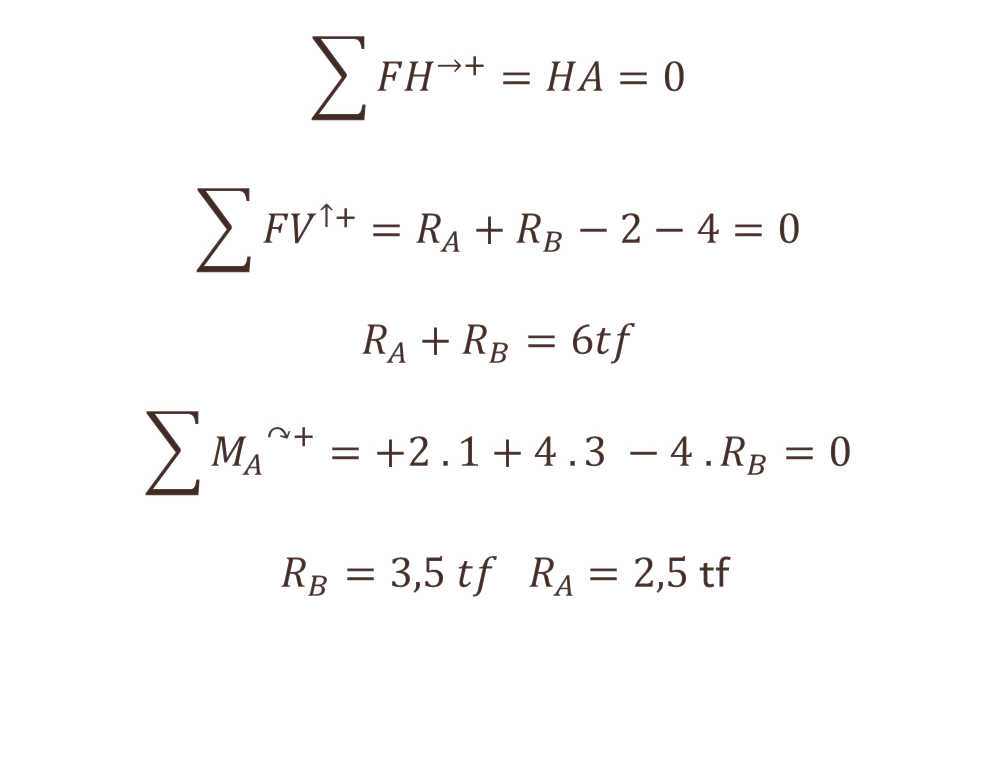 ∑ FH→+ = HA = 0
∑ FV↑+ = R_A + R_B − 2 − 4 = 0
R_A + R_B = 6tf
∑ M_A↷+ = +2 . 1 + 4 . 3 − 4 . R_B = 0
R_B = 3,5 tf R_A = 2,5 tf